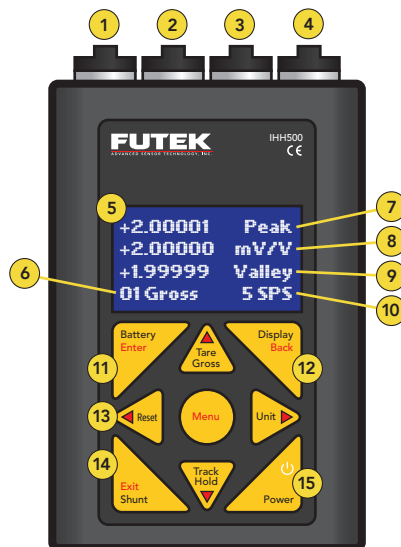 1 2 3 4
FUTEK IHH500
ADVANCED SENSOR TECHNOLOGY, INC. CE
5
+2.00001 Peak 7
+2.00000 mV/V 8
6 +1.99999 Valley 9
01 Gross 5 SPS 10
Battery
Enter
Tare
Gross
Display
Back
11 12
13 Reset Menu Unit
14
Exit
Shunt
Track
Hold
15
Power